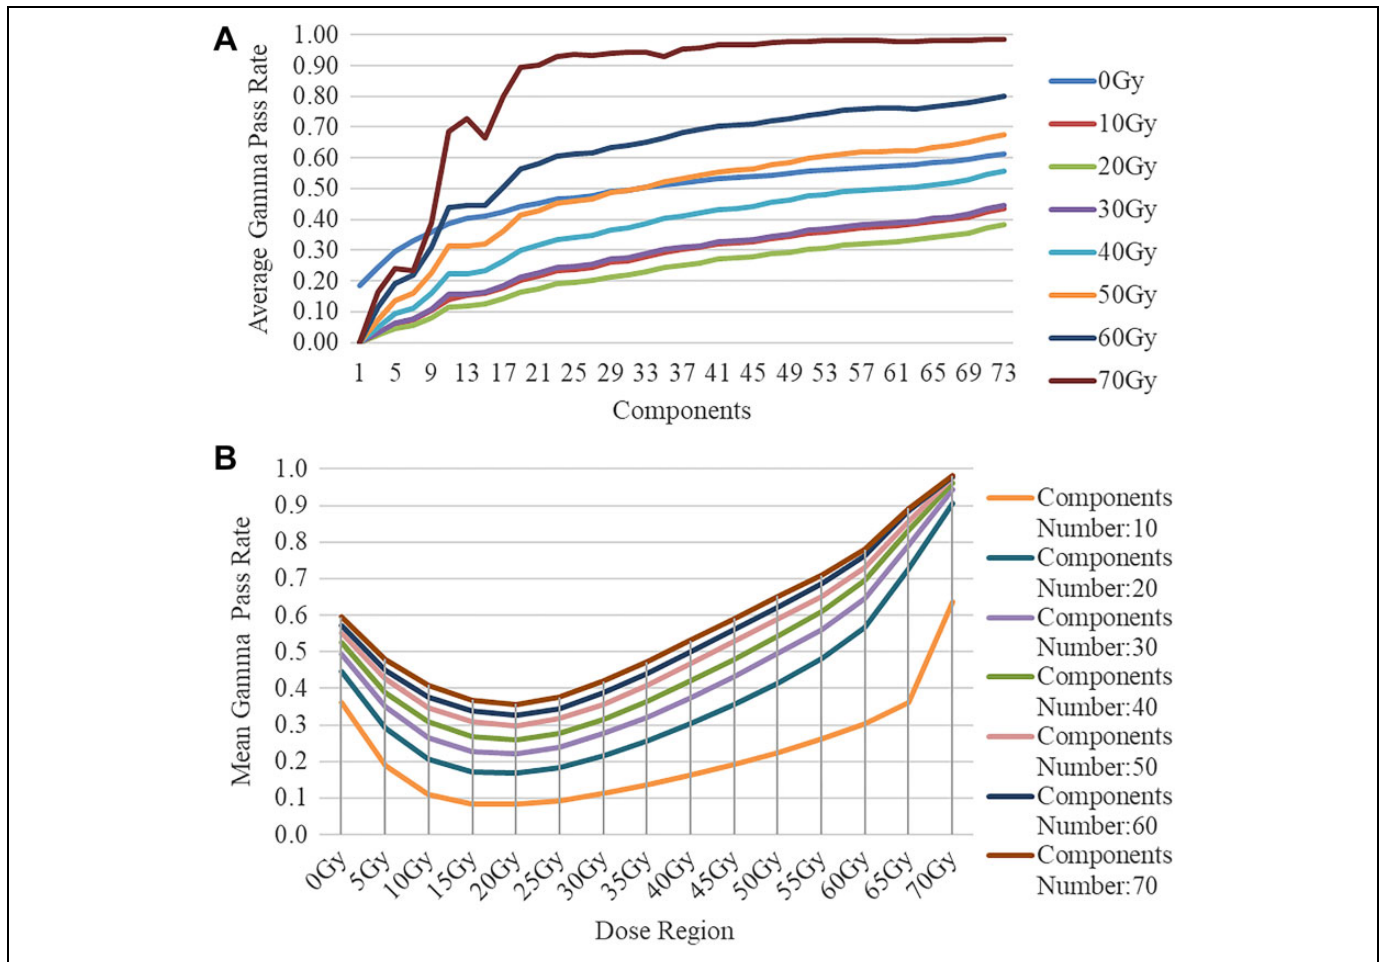 A
1.00
0.90
0.80
0.70
0.60
0.50
0.40
0.30
0.20
0.10
0.00
Average Gamma Pass Rate
1 5 9 13 17 21 25 29 33 37 41 45 49 53 57 61 65 69 73
Components
0Gy
10Gy
20Gy
30Gy
40Gy
50Gy
60Gy
70Gy
B
1.0
0.9
0.8
0.7
0.6
0.5
0.4
0.3
0.2
0.1
0.0
Mean Gamma Pass Rate
0Gy 5Gy 10Gy 15Gy 20Gy 25Gy 30Gy 35Gy 40Gy 45Gy 50Gy 55Gy 60Gy 65Gy 70Gy
Dose Region
Components
Number:10
Components
Number:20
Components
Number:30
Components
Number:40
Components
Number:50
Components
Number:60
Components
Number:70